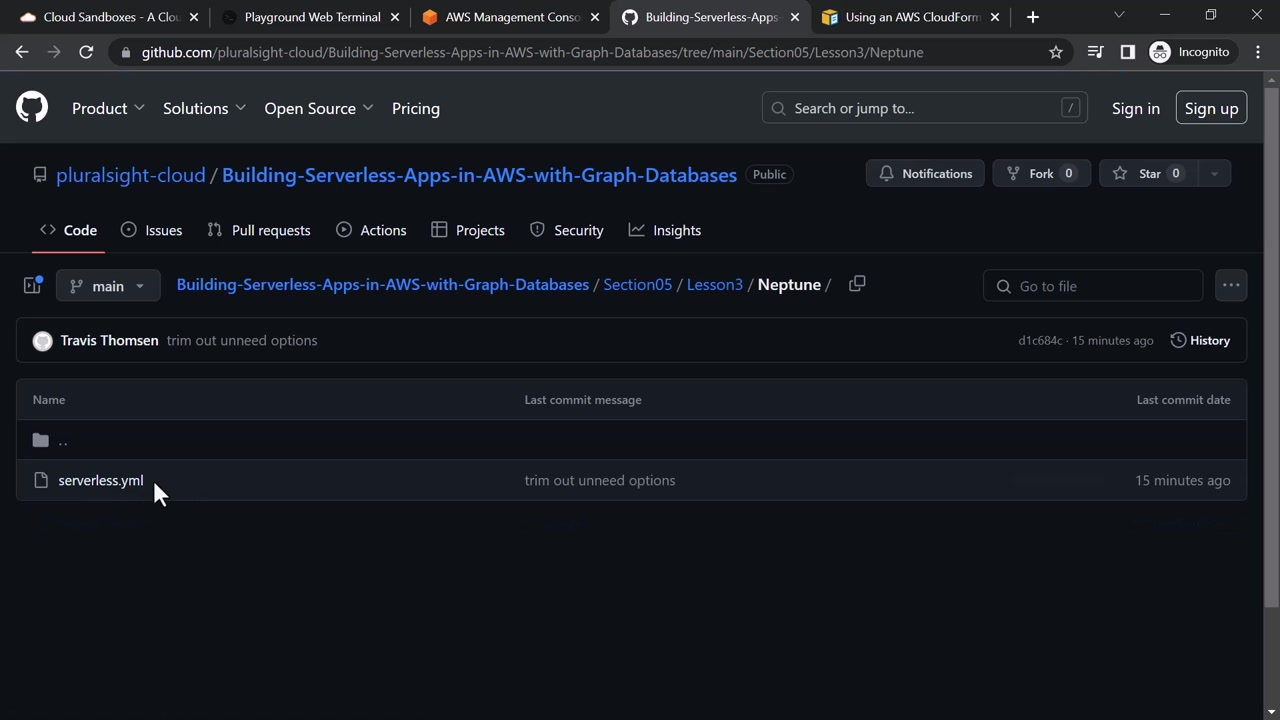 Cloud Sandboxes - A Clou
Playground Web Terminal
AWS Management Conso
Building-Serverless-Apps-
Using an AWS CloudForm
github.com/pluralsight-cloud/Building-Serverless-Apps-in-AWS-with-Graph-Databases/tree/main/Section05/Lesson3/Neptune
Incognito
Product
Solutions
Open Source
Pricing
Search or jump to...
/
Sign in
Sign up
pluralsight-cloud / Building-Serverless-Apps-in-AWS-with-Graph-Databases
Public
Notifications
Fork 0
Star 0
Code
Issues
Pull requests
Actions
Projects
Security
Insights
main
Building-Serverless-Apps-in-AWS-with-Graph-Databases / Section05 / Lesson3 / Neptune /
Go to file
Travis Thomsen trim out unneed options
d1c684c · 15 minutes ago
History
Name
Last commit message
Last commit date
..
serverless.yml
trim out unneed options
15 minutes ago